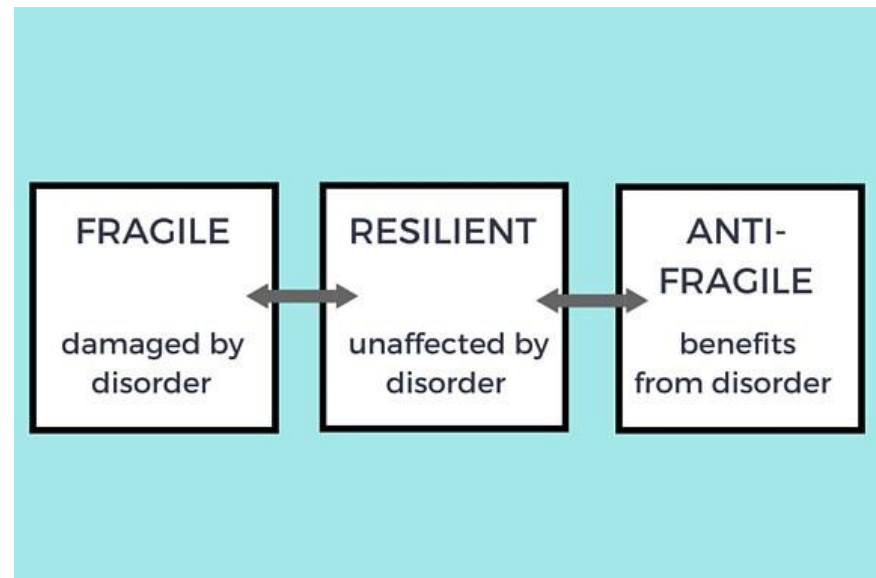 FRAGILE
damaged by
disorder
RESILIENT
unaffected by
disorder
ANTI-
FRAGILE
benefits
from disorder